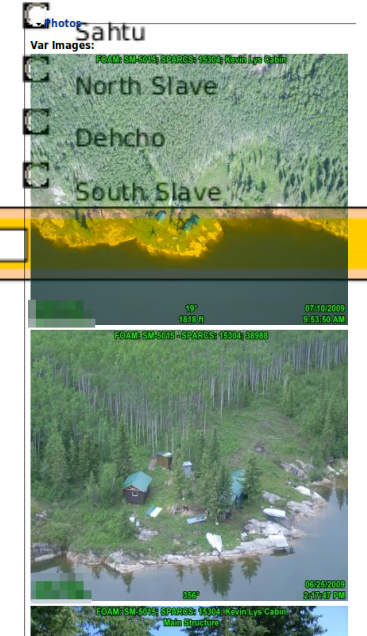 Photos
Sahtu
Var Images:
FOAM: SM-5015; SPARCS: 15304; Kevin Lys Cabin
North Slave
Dehcho
South Slave
19°
1818 ft
07/10/2009
9:53:50 AM
FOAM: SM-5015 - SPARCS: 15304; 38988
356°
06/25/2009
2:17:47 PM
FOAM: SM-5015; SPARCS: 15304; Kevin Lys Cabin
Main Structure